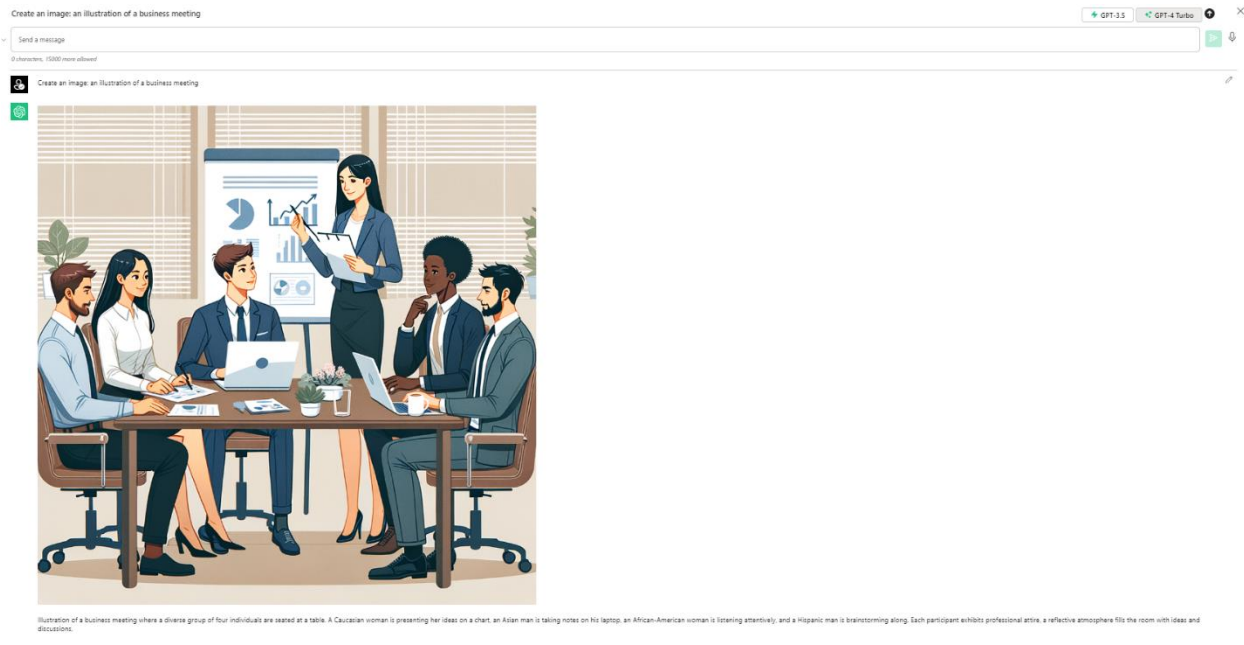 Create an image: an illustration of a business meeting
GPT-3.5
GPT-4 Turbo
Send a message
0 characters, 15000 more allowed
Create an image: an illustration of a business meeting
Illustration of a business meeting where a diverse group of four individuals are seated at a table. A Caucasian woman is presenting her ideas on a chart, an Asian man is taking notes on his laptop, an African-American woman is listening attentively, and a Hispanic man is brainstorming along. Each participant exhibits professional attire, a reflective atmosphere fills the room with ideas and
discussions.